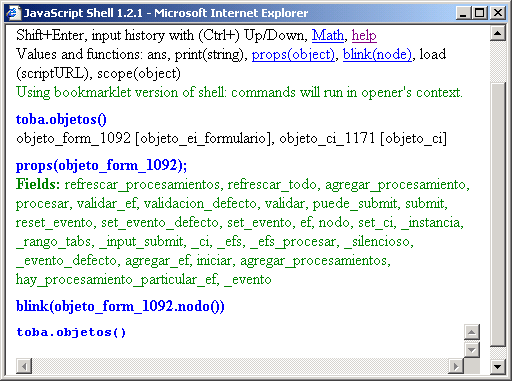 JavaScript Shell 1.2.1 - Microsoft Internet Explorer
Shift+Enter, input history with (Ctrl+) Up/Down, Math, help
Values and functions: ans, print(string), props(object), blink(node), load
(scriptURL), scope(object)
Using bookmarklet version of shell: commands will run in opener's context.
toba.objetos()
objeto_form_1092 [objeto_ei_formulario], objeto_ci_1171 [objeto_ci]
props(objeto_form_1092);
Fields: refrescar_procesamientos, refrescar_todo, agregar_procesamiento,
procesar, validar_ef, validacion_defecto, validar, puede_submit, submit,
reset_evento, set_evento_defecto, set_evento, ef, nodo, set_ci, _instancia,
_rango_tabs, _input_submit, _ci, _efs, _efs_procesar, _silencioso,
_evento_defecto, agregar_ef, iniciar, agregar_procesamientos,
hay_procesamiento_particular_ef, _evento
blink(objeto_form_1092.nodo())
toba.objetos()